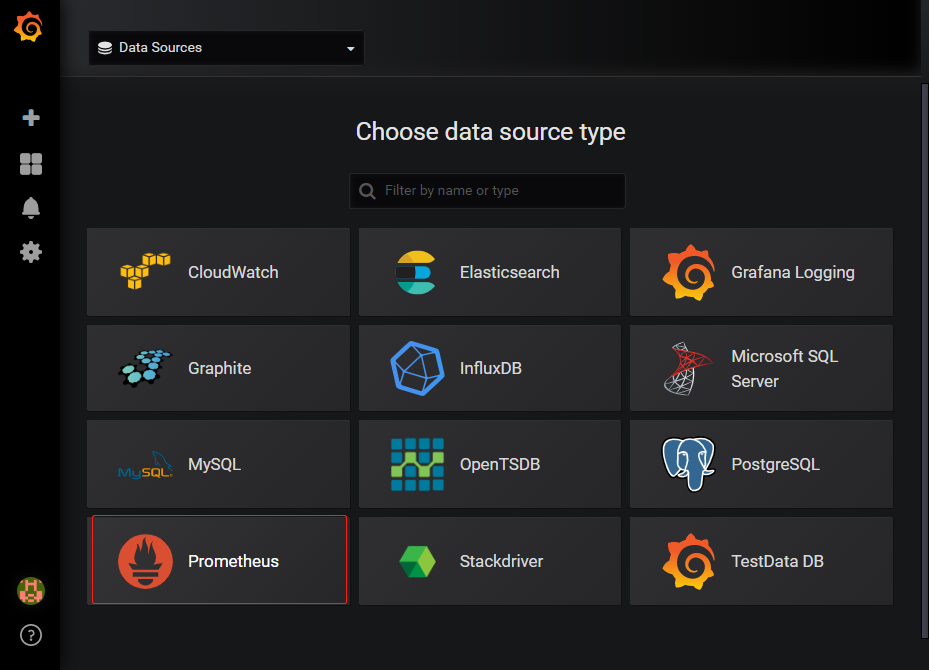 Data Sources
Choose data source type
Filter by name or type
CloudWatch
Elasticsearch
Grafana Logging
Graphite
InfluxDB
Microsoft SQL
Server
MySQL
MySQL
OpenTSDB
PostgreSQL
Prometheus
Stackdriver
TestData DB
?